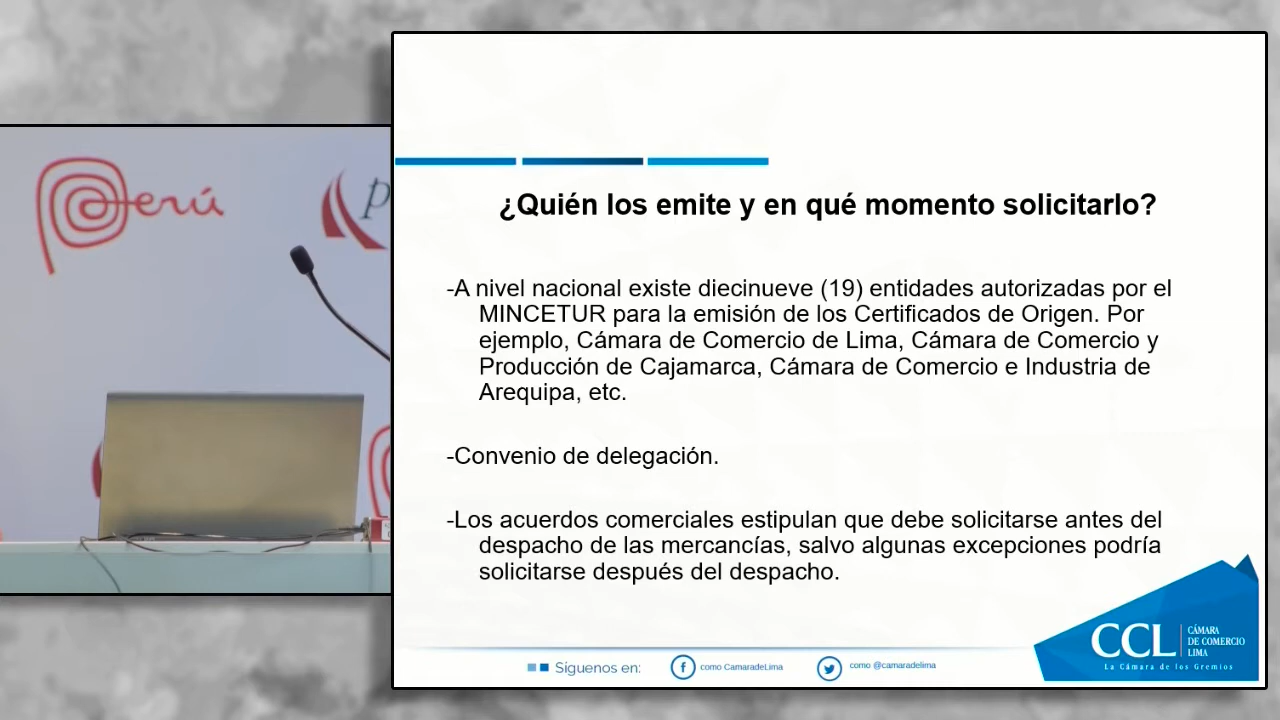 Perú
p
¿Quién los emite y en qué momento solicitarlo?
-A nivel nacional existe diecinueve (19) entidades autorizadas por el
MINCETUR para la emisión de los Certificados de Origen. Por
ejemplo, Cámara de Comercio de Lima, Cámara de Comercio y
Producción de Cajamarca, Cámara de Comercio e Industria de
Arequipa, etc.
-Convenio de delegación.
-Los acuerdos comerciales estipulan que debe solicitarse antes del
despacho de las mercancías, salvo algunas excepciones podría
solicitarse después del despacho.
Síguenos en:
como CamaradeLima
como @camaradelima
CCL
CÁMARA
DE COMERCIO
LIMA
La Cámara de los Gremios